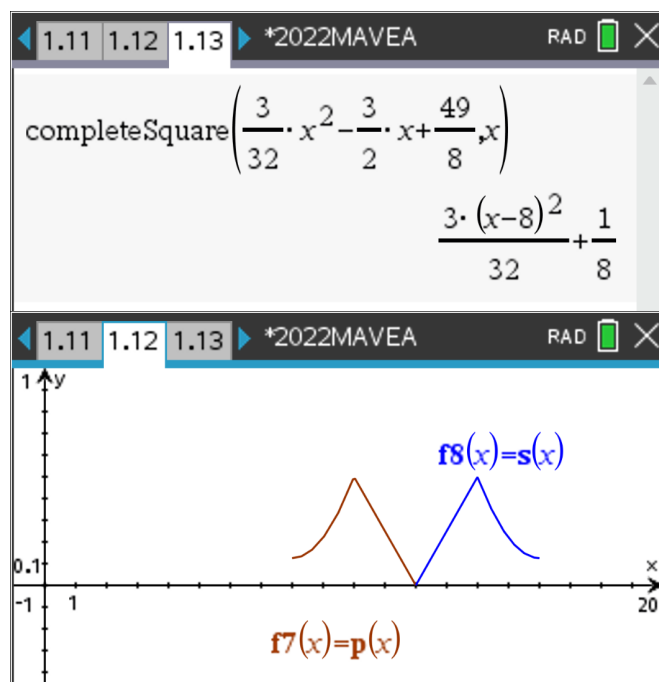 1.11 1.12 1.13 *2022MAVEA RAD
completeSquare(3/32·x²-3/2·x+49/8,x)
3·(x-8)²/32+1/8
1.11 1.12 1.13 *2022MAVEA RAD
1 y
f8(x)=s(x)
0.1 x
-1 1 20
f7(x)=p(x)